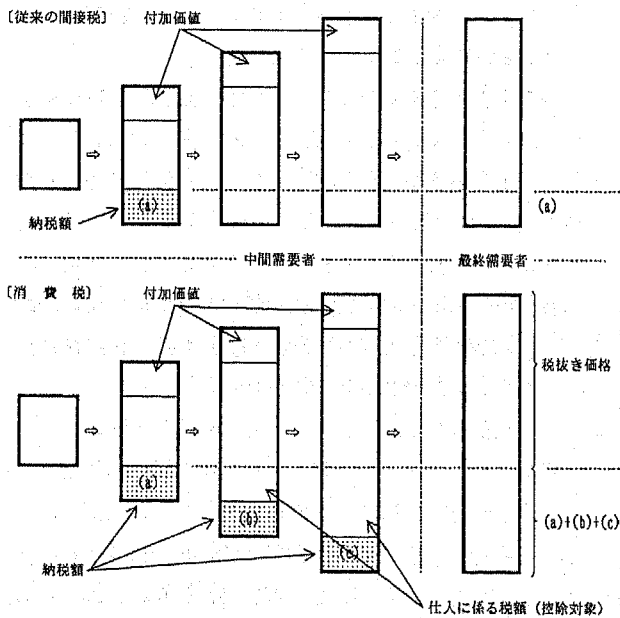 〔従来の間接税〕 付加価値
(a)
納税額
(a)
中間需要者 最終需要者
〔消 費 税〕 付加価値
税抜き価格
(a)
(b)
(a)+(b)+(c)
(c)
納税額
仕入に係る税額(控除対象)